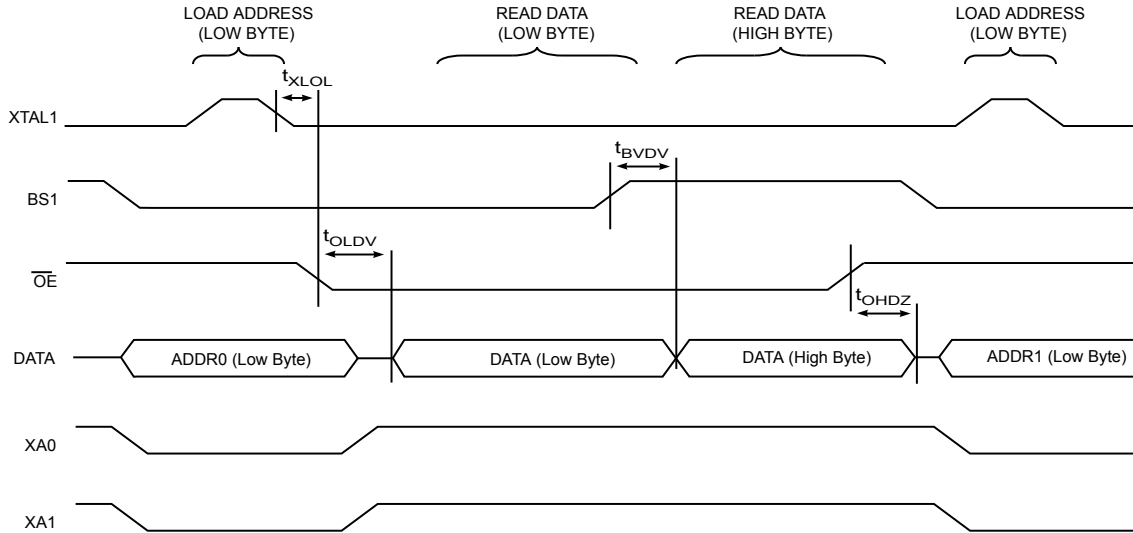 LOAD ADDRESS
(LOW BYTE)
READ DATA
(LOW BYTE)
READ DATA
(HIGH BYTE)
LOAD ADDRESS
(LOW BYTE)
tXLOL
XTAL1
tBVDV
BS1
tOLDV
OE
tOHDZ
DATA
ADDR0 (Low Byte)
DATA (Low Byte)
DATA (High Byte)
ADDR1 (Low Byte)
XA0
XA1